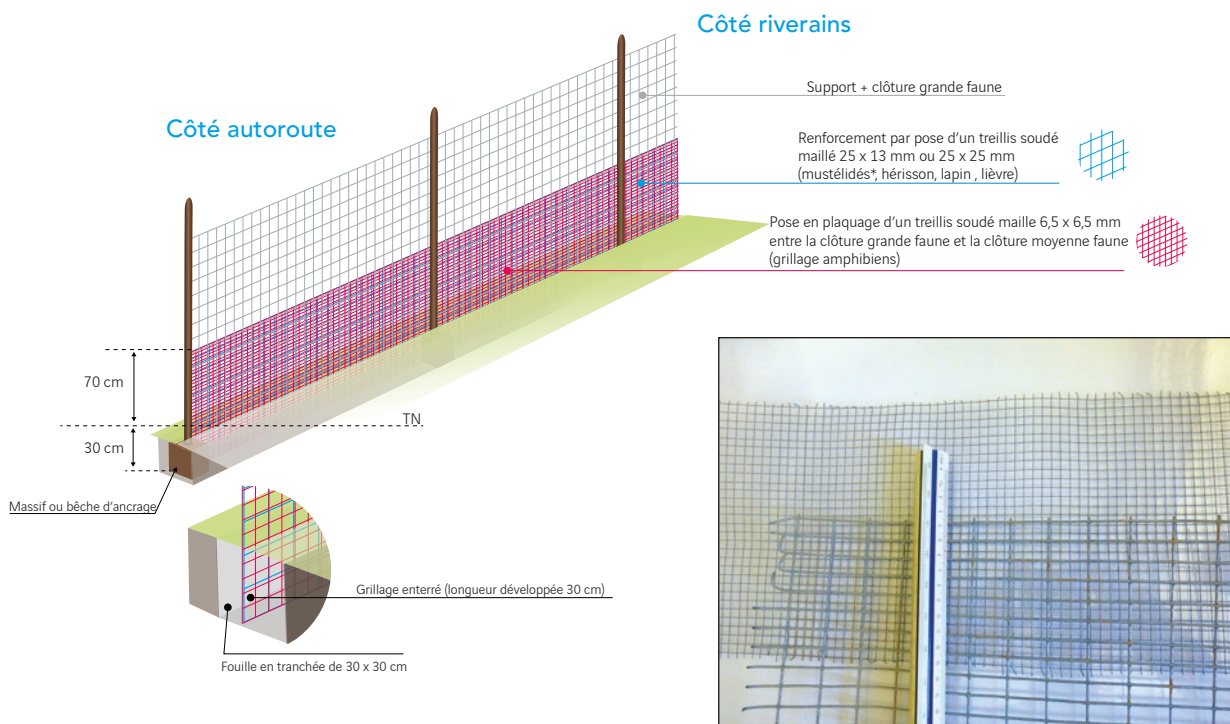 Côté riverains
Support + clôture grande faune
Côté autoroute
Renforcement par pose d'un treillis soudé
maillé 25 x 13 mm ou 25 x 25 mm
(mustélidés*, hérisson, lapin , lièvre)
Pose en plaquage d'un treillis soudé maille 6,5 x 6,5 mm
entre la clôture grande faune et la clôture moyenne faune
(grillage amphibiens)
70 cm
TN
30 cm
Massif ou bêche d'ancrage
Grillage enterré (longueur développée 30 cm)
Fouille en tranchée de 30 x 30 cm